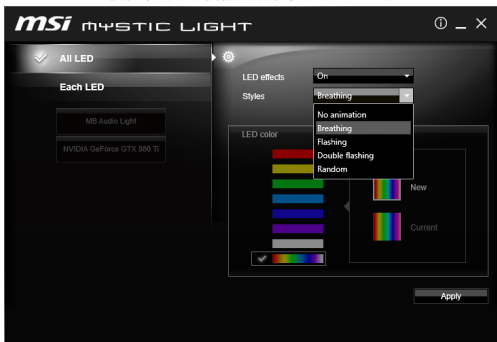 msi MYSTIC LIGHT
All LED
Each LED
MB Audio Light
NVIDIA GeForce GTX 980 Ti
LED effects On
Styles Breathing
No animation
Breathing
Flashing
Double flashing
Random
LED color
New
Current
Apply